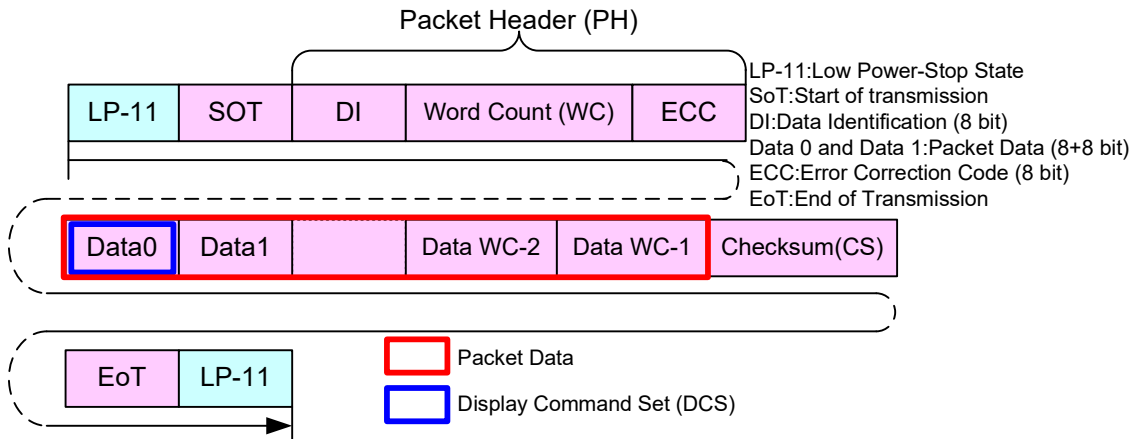 Packet Header (PH)
LP-11
SOT
DI
Word Count (WC)
ECC
LP-11:Low Power-Stop State
SoT:Start of transmission
DI:Data Identification (8 bit)
Data 0 and Data 1:Packet Data (8+8 bit)
ECC:Error Correction Code (8 bit)
EoT:End of Transmission
Data0
Data1
Data WC-2
Data WC-1
Checksum(CS)
EoT
LP-11
Packet Data
Display Command Set (DCS)